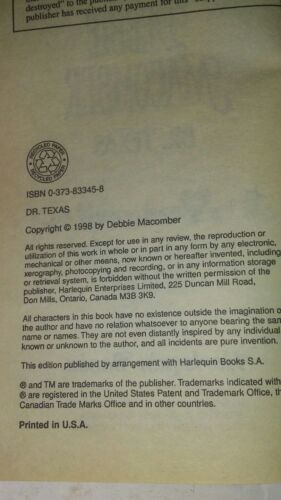 destroyed" to the
publisher has received any payment for this
RECYCLED PAPER
RECYCLED PAPER
ISBN 0-373-83345-8
DR. TEXAS
Copyright © 1998 by Debbie Macomber
All rights reserved. Except for use in any review, the reproduction or
utilization of this work in whole or in part in any form by any electronic,
mechanical or other means, now known or hereafter invented, including
xerography, photocopying and recording, or in any information storage
or retrieval system, is forbidden without the written permission of the
publisher, Harlequin Enterprises Limited, 225 Duncan Mill Road,
Don Mills, Ontario, Canada M3B 3K9.
All characters in this book have no existence outside the imagination o
the author and have no relation whatsoever to anyone bearing the sam
name or names. They are not even distantly inspired by any individual
known or unknown to the author, and all incidents are pure invention.
This edition published by arrangement with Harlequin Books S.A.
® and TM are trademarks of the publisher. Trademarks indicated with
® are registered in the United States Patent and Trademark Office, th
Canadian Trade Marks Office and in other countries.
Printed in U.S.A.